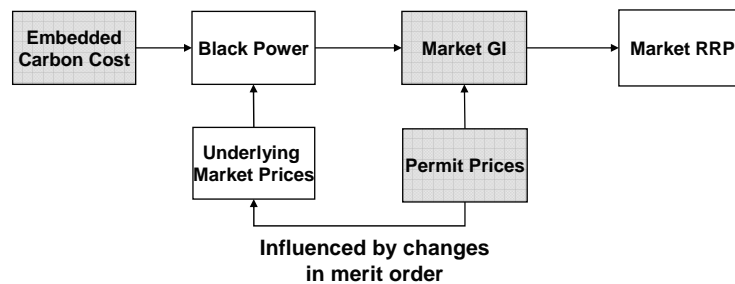 Embedded
Carbon Cost
Black Power
Market GI
Market RRP
Underlying
Market Prices
Permit Prices
Influenced by changes
in merit order